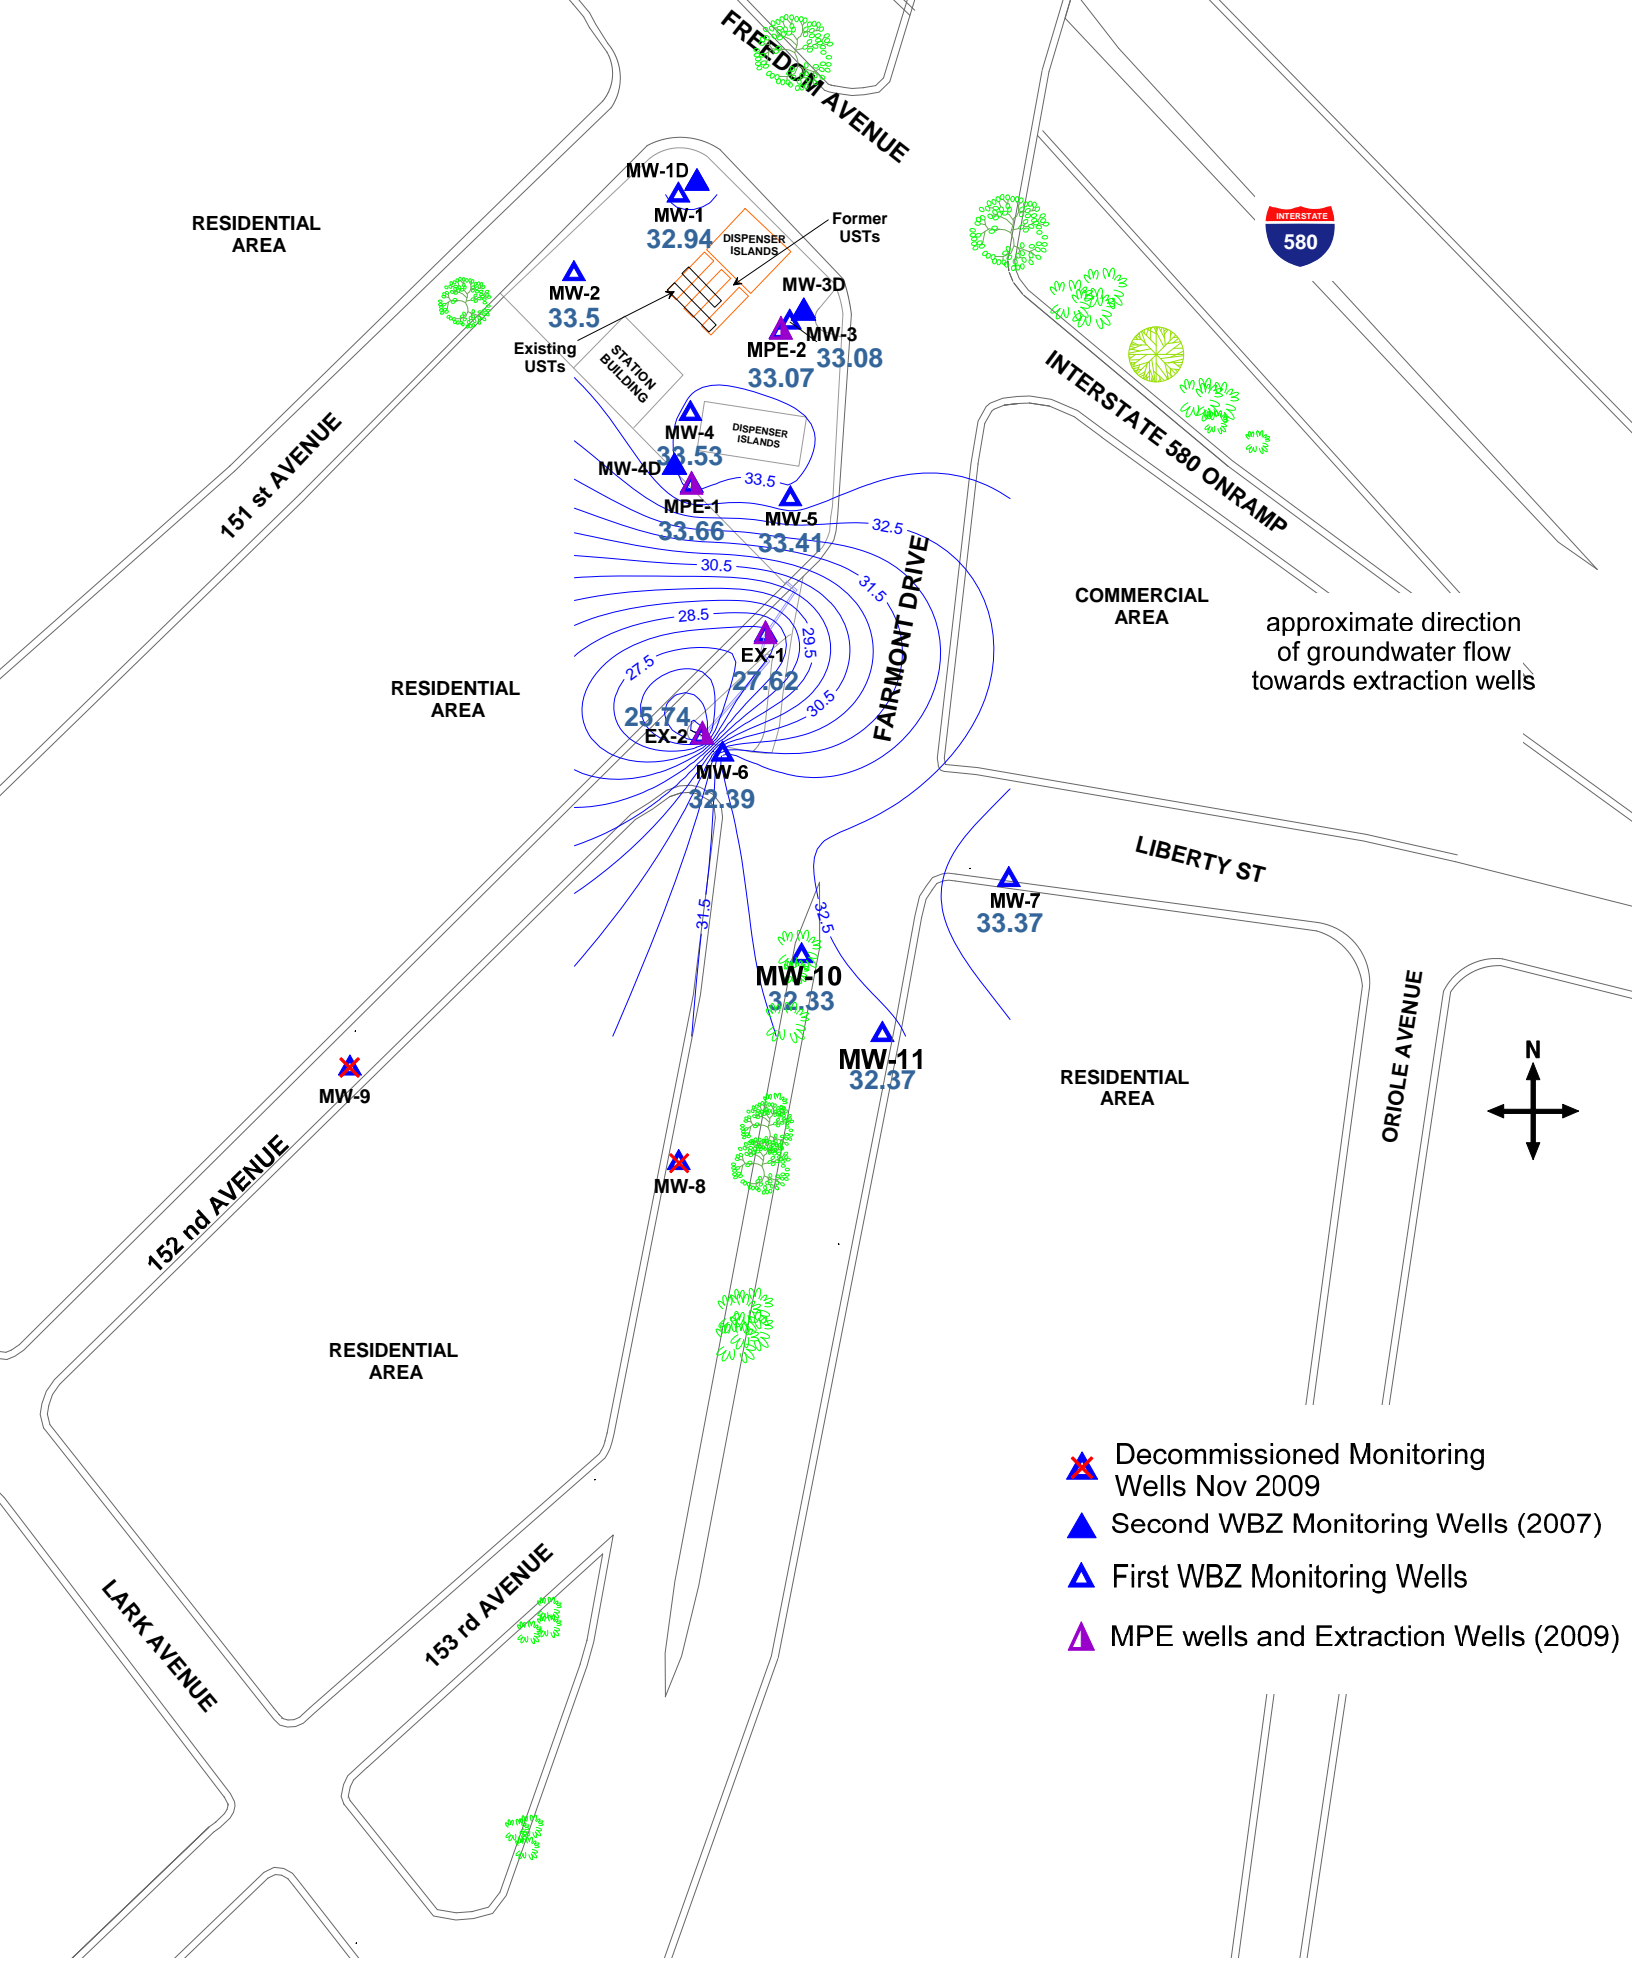 FREEDOM AVENUE
MW-1D
MW-1
32.94
RESIDENTIAL
AREA
Former
USTs
DISPENSER
ISLANDS
INTERSTATE
580
MW-2
33.5
MW-3D
MW-3
33.08
MPE-2
33.07
Existing
USTs
STATION
BUILDING
INTERSTATE 580 ONRAMP
151 st AVENUE
MW-4
33.53
DISPENSER
ISLANDS
MW-4D
33.5
MPE-1
33.66
MW-5
33.41
32.5
30.5
31.5
FAIRMONT DRIVE
COMMERCIAL
AREA
approximate direction
of groundwater flow
towards extraction wells
28.5
29.5
EX-1
27.62
27.5
RESIDENTIAL
AREA
30.5
25.74
EX-2
MW-6
32.39
LIBERTY ST
31.5
32.5
MW-7
33.37
MW-10
32.33
MW-11
32.37
ORIOLE AVENUE
N
RESIDENTIAL
AREA
MW-9
152 nd AVENUE
MW-8
RESIDENTIAL
AREA
Decommissioned Monitoring
Wells Nov 2009
Second WBZ Monitoring Wells (2007)
First WBZ Monitoring Wells
MPE wells and Extraction Wells (2009)
153 rd AVENUE
LARK AVENUE